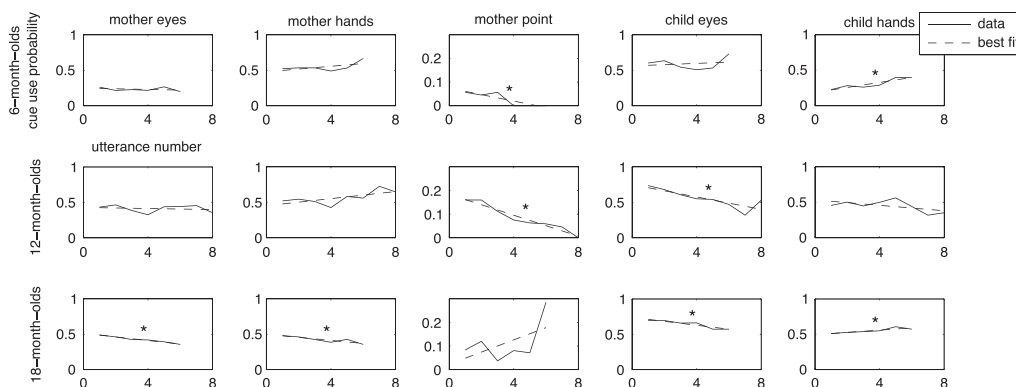 mother eyes mother hands mother point child eyes child hands
data
best fi
6−month−olds
cue use probability
1 0.5 0 0 4 8
1 0.5 0 0 4 8
0.2 0.1 0 0 4 8 *
1 0.5 0 0 4 8
1 0.5 0 0 4 8 *
utterance number
12−month−olds
1 0.5 0 0 4 8
1 0.5 0 0 4 8
0.2 0.1 0 0 4 8 *
1 0.5 0 0 4 8 *
1 0.5 0 0 4 8
18−month−olds
1 0.5 0 0 4 8 *
1 0.5 0 0 4 8 *
0.2 0.1 0 0 4 8
1 0.5 0 0 4 8 *
1 0.5 0 0 4 8 *